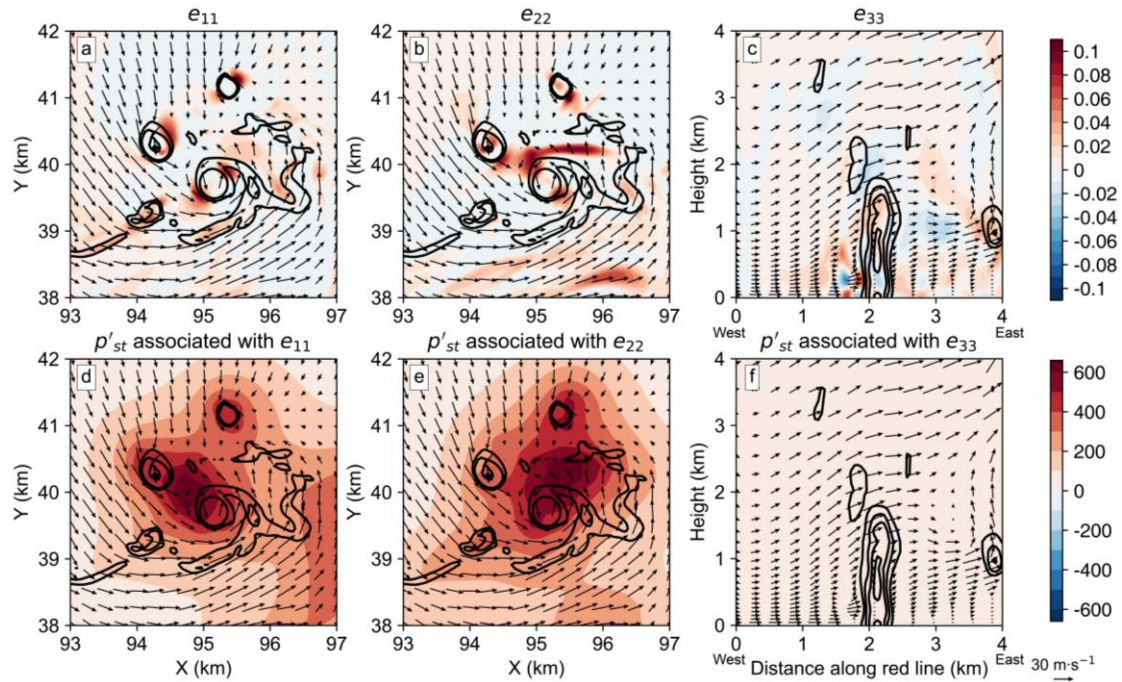 e₁₁ e₂₂ e₃₃
a b c
42 42 4
41 41 3
40 40 2
39 39 1
38 38 0
Y (km) Y (km) Height (km)
93 94 95 96 97 93 94 95 96 97 0 1 2 3 4
West East
0.1
0.08
0.06
0.04
0.02
0
-0.02
-0.04
-0.06
-0.08
-0.1
p'ₛₜ associated with e₁₁ p'ₛₜ associated with e₂₂ p'ₛₜ associated with e₃₃
d e f
42 42 4
41 41 3
40 40 2
39 39 1
38 38 0
Y (km) Y (km) Height (km)
93 94 95 96 97 93 94 95 96 97 0 1 2 3 4
X (km) X (km) West Distance along red line (km) East
600
400
200
0
-200
-400
-600
30 m·s⁻¹